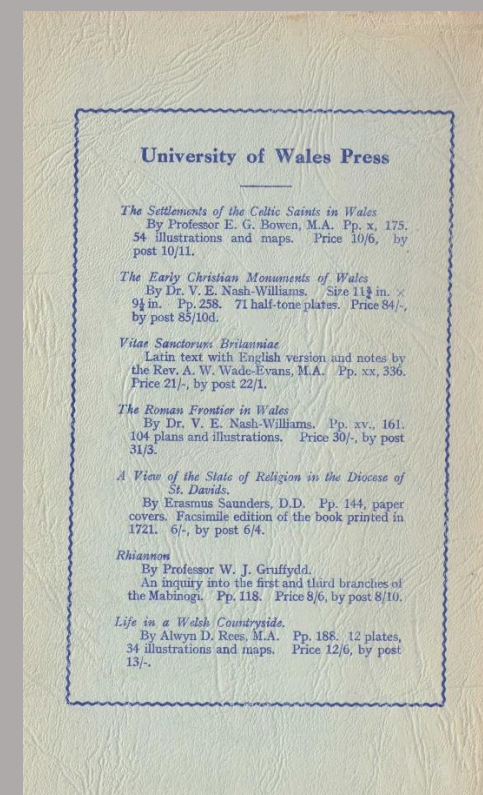 University of Wales Press
The Settlements of the Celtic Saints in Wales
By Professor E. G. Bowen, M.A. Pp. x, 175.
54 illustrations and maps. Price 10/6, by
post 10/11.
The Early Christian Monuments of Wales
By Dr. V. E. Nash-Williams. Size 11¾ in. ×
9½ in. Pp. 258. 71 half-tone plates. Price 84/-,
by post 85/10d.
Vitae Sanctorum Britanniae
Latin text with English version and notes by
the Rev. A. W. Wade-Evans, M.A. Pp. xx, 336.
Price 21/-, by post 22/1.
The Roman Frontier in Wales
By Dr. V. E. Nash-Williams. Pp. xv., 161.
104 plans and illustrations. Price 30/-, by post
31/3.
A View of the State of Religion in the Diocese of
St. Davids.
By Erasmus Saunders, D.D. Pp. 144, paper
covers. Facsimile edition of the book printed in
1721. 6/-, by post 6/4.
Rhiannon
By Professor W. J. Gruffydd.
An inquiry into the first and third branches of
the Mabinogi. Pp. 118. Price 8/6, by post 8/10.
Life in a Welsh Countryside.
By Alwyn D. Rees, M.A. Pp. 188. 12 plates,
34 illustrations and maps. Price 12/6, by post
13/-.